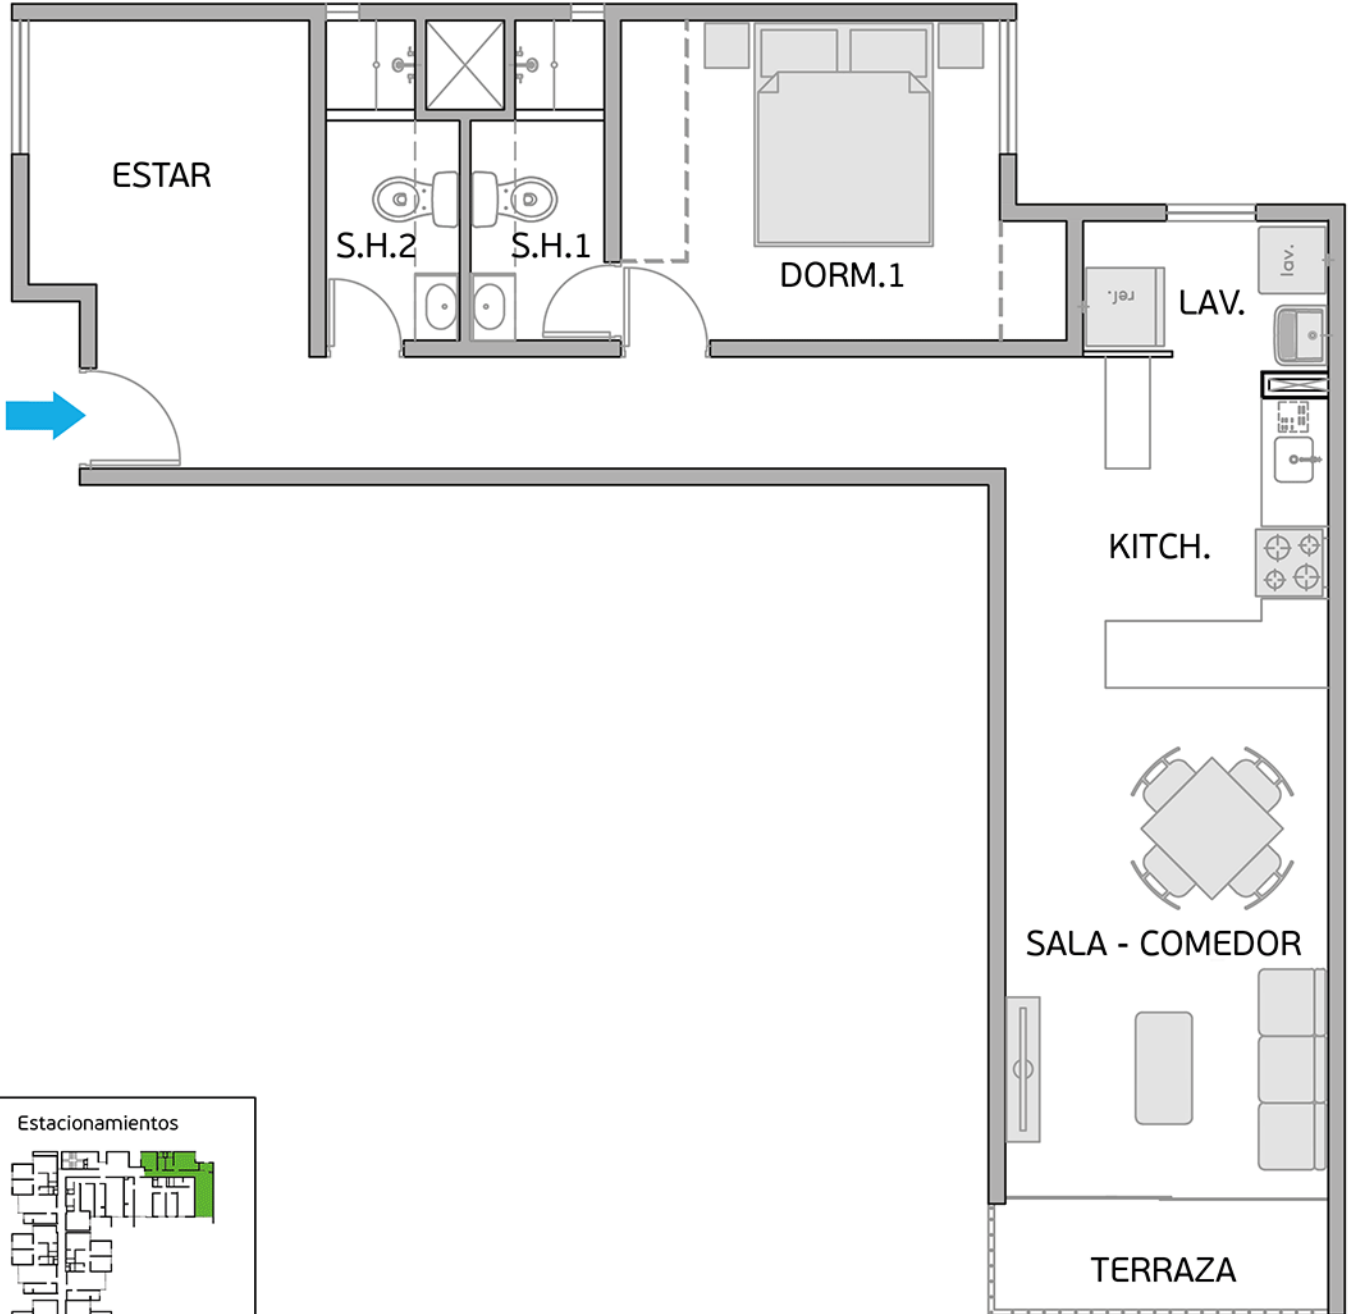 ESTAR
S.H.2
S.H.1
DORM.1
ref.
LAV.
lav.
KITCH.
SALA - COMEDOR
TERRAZA
Estacionamientos